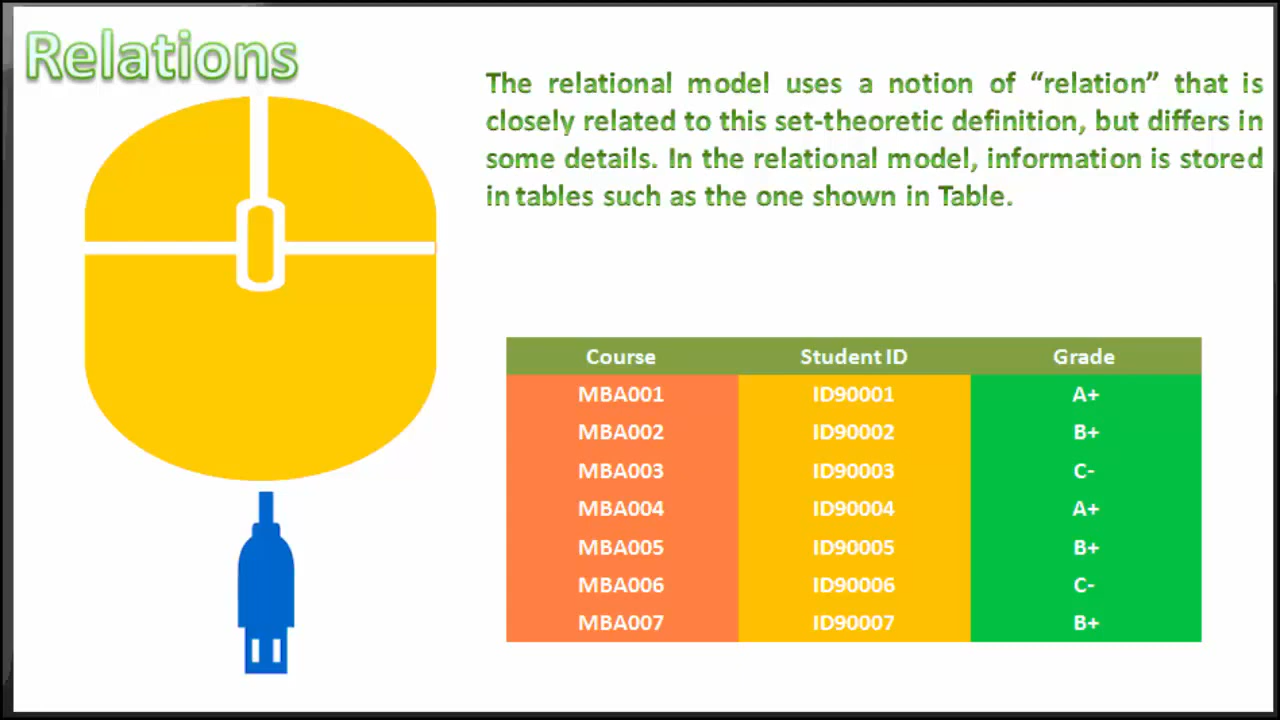 Relations
The relational model uses a notion of “relation” that is
closely related to this set-theoretic definition, but differs in
some details. In the relational model, information is stored
in tables such as the one shown in Table.
Course Student ID Grade
MBA001 ID90001 A+
MBA002 ID90002 B+
MBA003 ID90003 C-
MBA004 ID90004 A+
MBA005 ID90005 B+
MBA006 ID90006 C-
MBA007 ID90007 B+